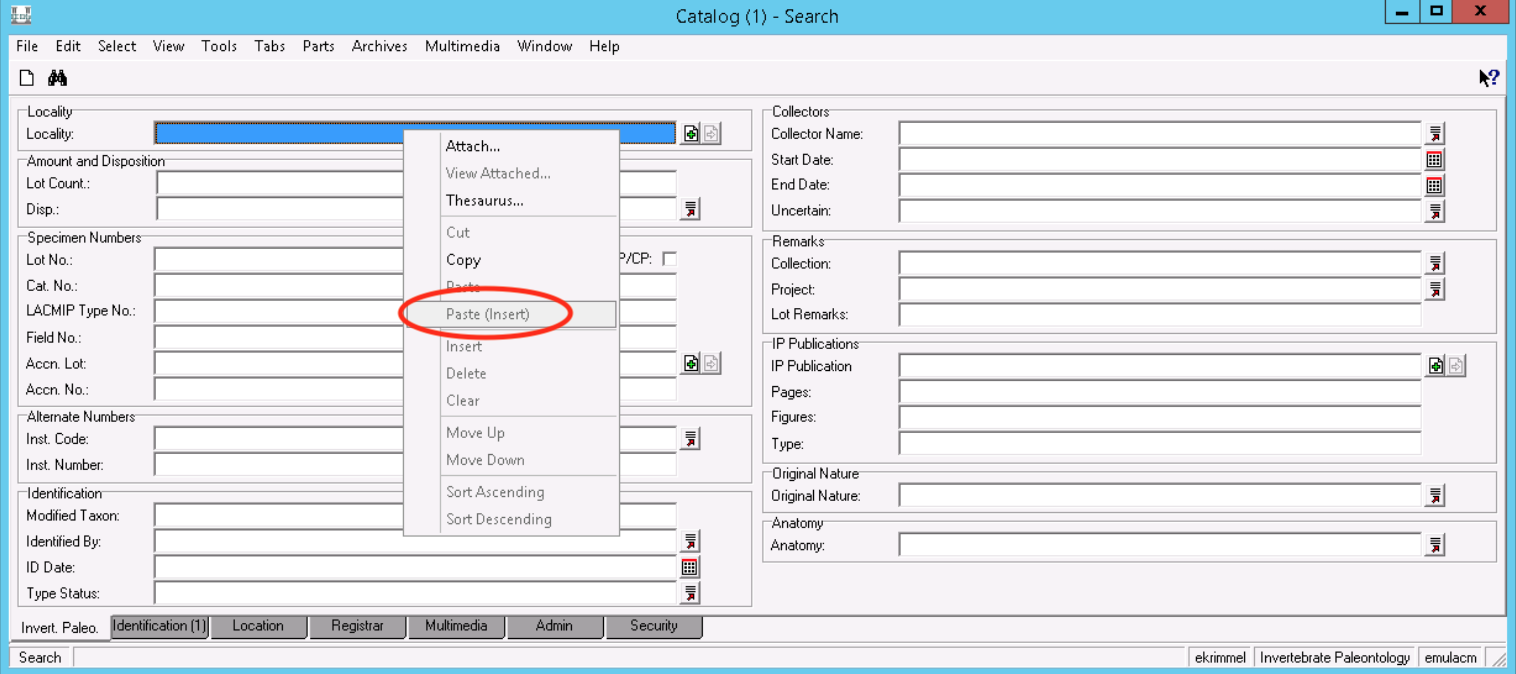 Catalog (1) - Search
File Edit Select View Tools Tabs Parts Archives Multimedia Window Help
Locality
Locality:
Amount and Disposition
Lot Count.:
Disp.:
Specimen Numbers
Lot No.:
P/CP:
Cat. No.:
LACMIP Type No.:
Field No.:
Accn. Lot:
Accn. No.:
Alternate Numbers
Inst. Code:
Inst. Number:
Identification
Modified Taxon:
Identified By:
ID Date:
Type Status:
Attach...
View Attached...
Thesaurus...
Cut
Copy
Paste
Paste (Insert)
Insert
Delete
Clear
Move Up
Move Down
Sort Ascending
Sort Descending
Collectors
Collector Name:
Start Date:
End Date:
Uncertain:
Remarks
Collection:
Project:
Lot Remarks:
IP Publications
IP Publication
Pages:
Figures:
Type:
Original Nature
Original Nature:
Anatomy
Anatomy:
Invert. Paleo. Identification (1) Location Registrar Multimedia Admin Security
Search ekrimmel Invertebrate Paleontology emulacm